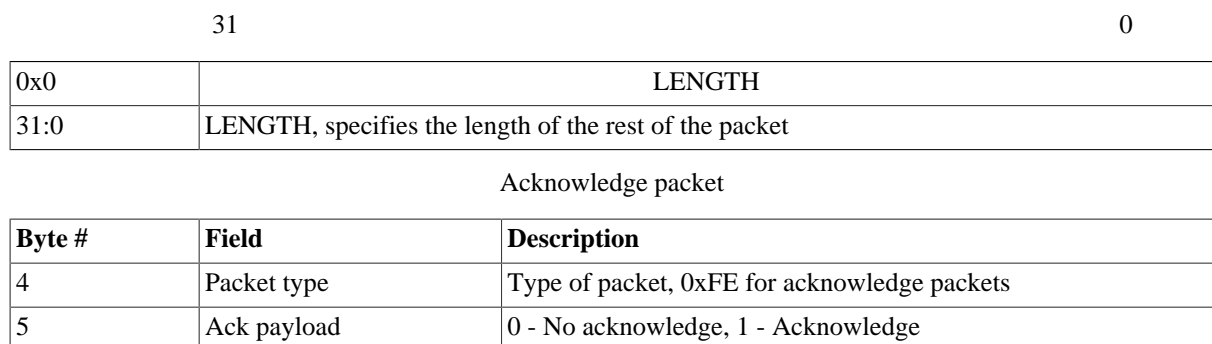 31 0
0x0 LENGTH
31:0 LENGTH, specifies the length of the rest of the packet
Acknowledge packet
Byte # Field Description
4 Packet type Type of packet, 0xFE for acknowledge packets
5 Ack payload 0 - No acknowledge, 1 - Acknowledge